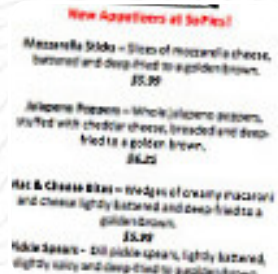 New Appetizers at SoPies!
Mozzarella Sticks – Slices of mozzarella cheese,
battered and deep-fried to a golden brown.
$5.99
Jalapeno Poppers – Whole jalapeno peppers,
stuffed with cheddar cheese, breaded and deep-
fried to a golden brown.
$6.25
Mac & Cheese Bites – Wedges of creamy macaroni
and cheese lightly battered and deep-fried to a
golden brown.
$5.99
Pickle Spears – Dill pickle spears, lightly battered,
slightly spicy and deep-fried to a golden brown.